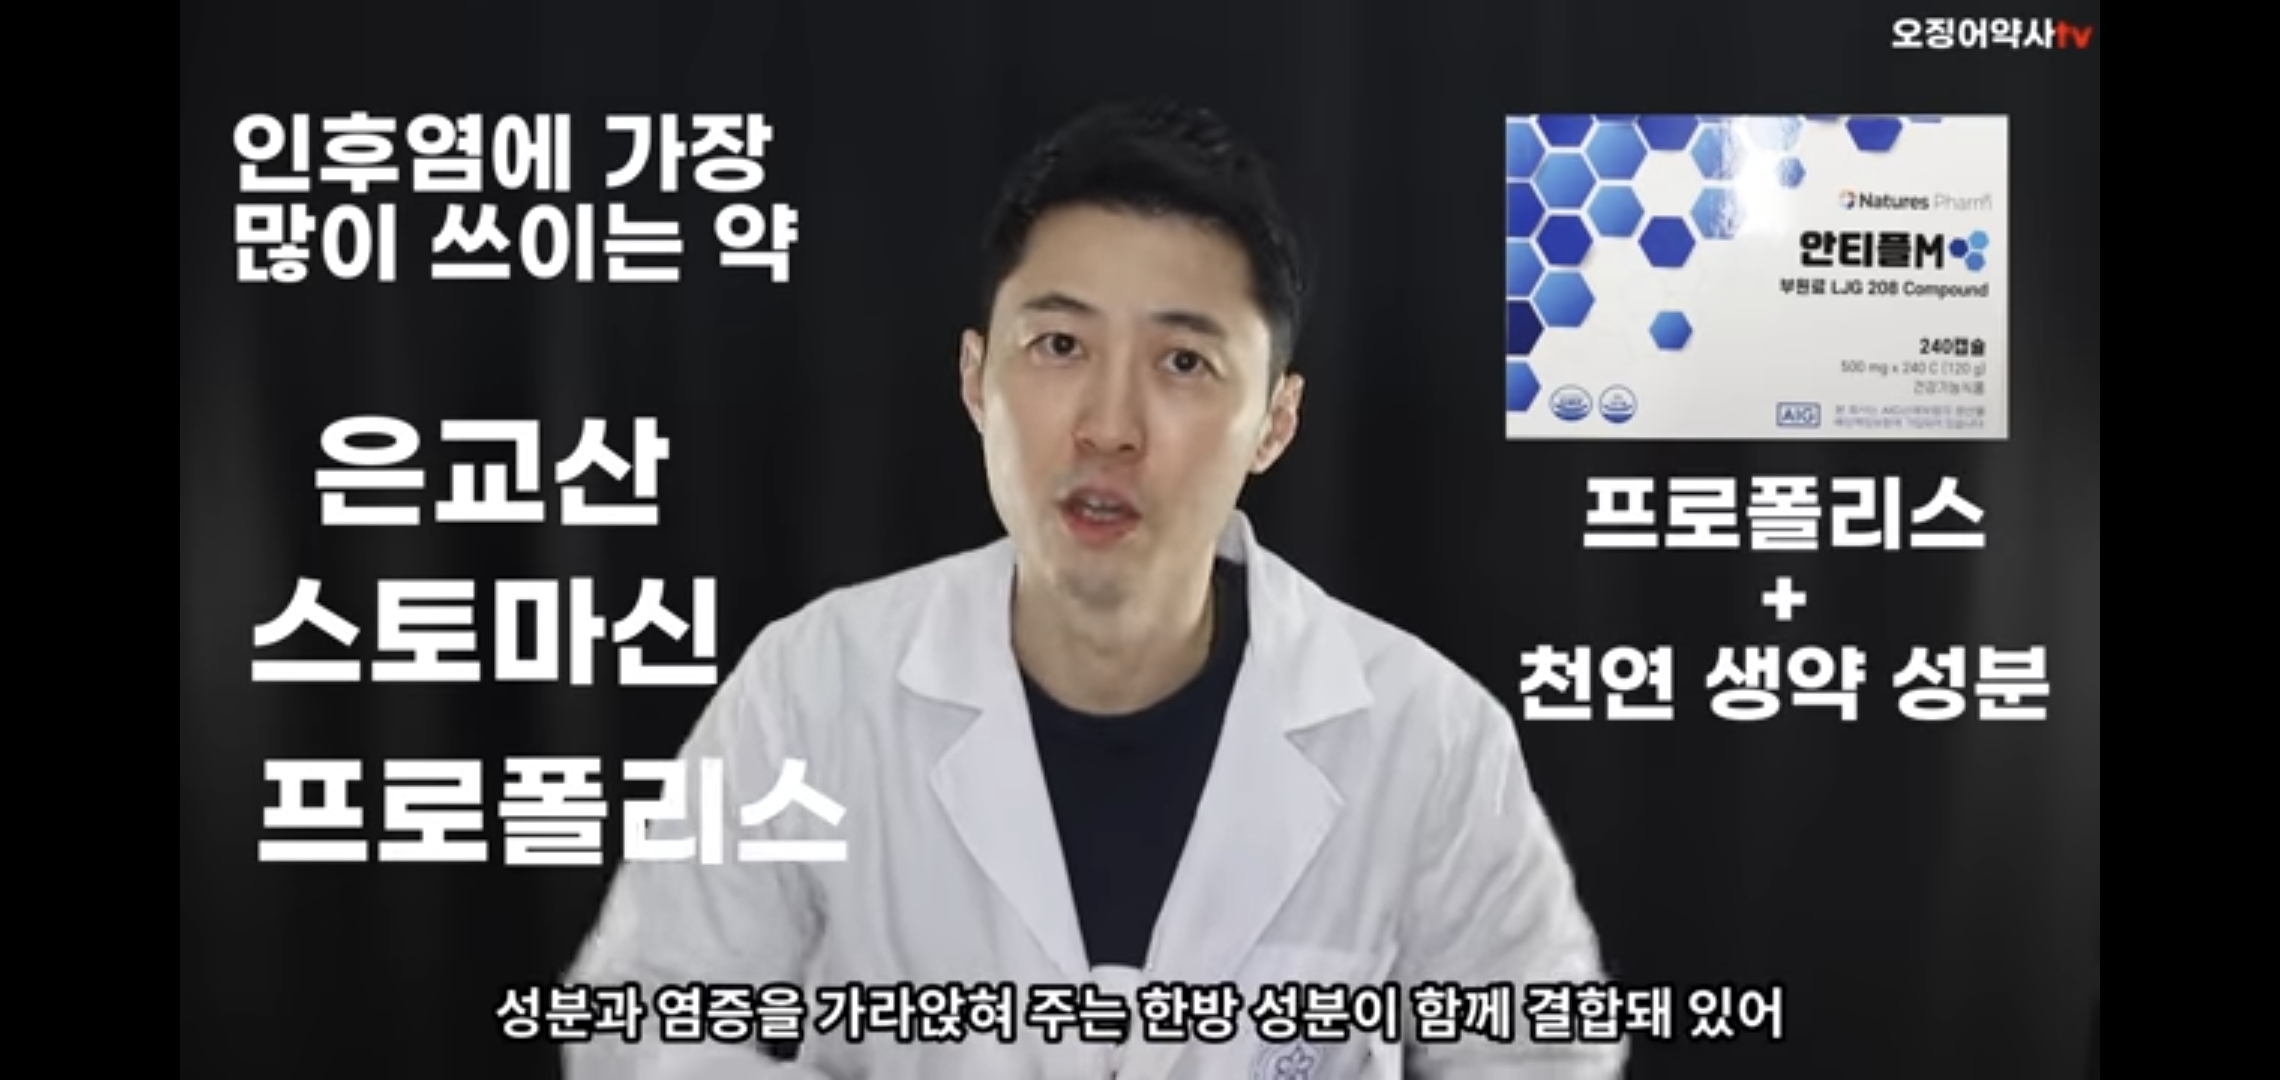 오징어약사tv
인후염에 가장
많이 쓰이는 약
은교산
스토마신
프로폴리스
Natures Pharm
안티플M
부원료 LJG 208 Compound
240캡슐
500 mg x 240 C (120 g)
건강기능식품
AIG
프로폴리스
+
천연 생약 성분
성분과 염증을 가라앉혀 주는 한방 성분이 함께 결합돼 있어